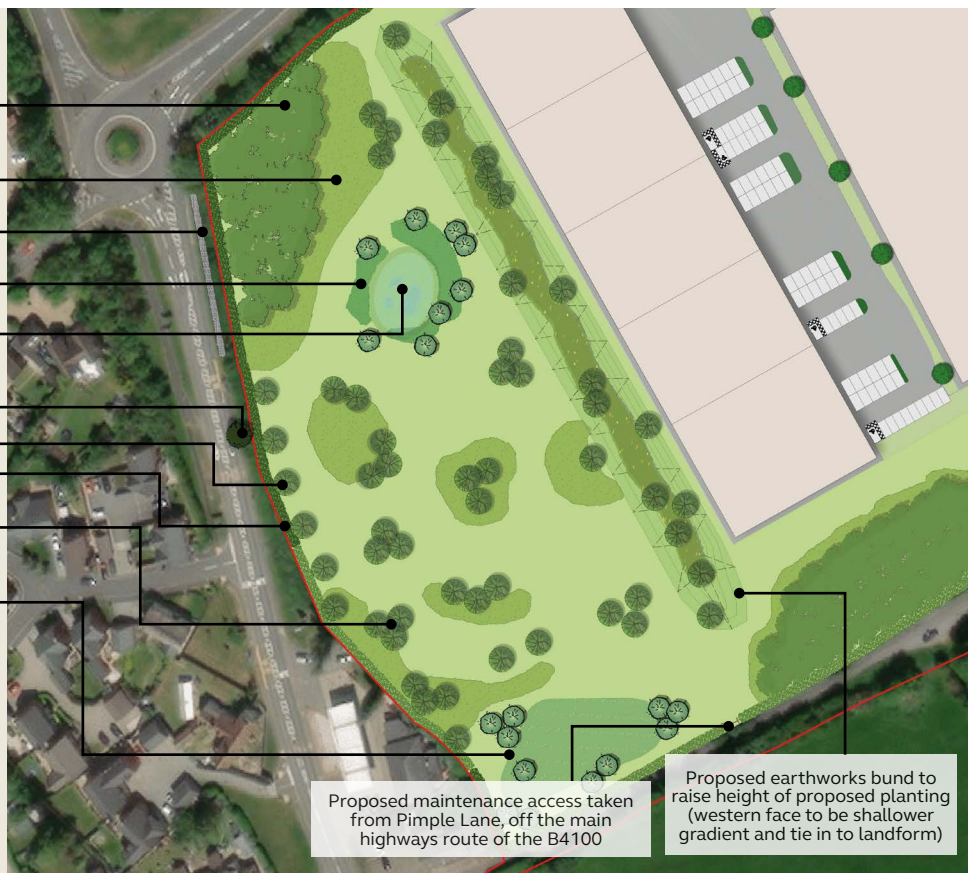 Proposed maintenance access taken
from Pimple Lane, off the main
highways route of the B4100
Proposed earthworks bund to
raise height of proposed planting
(western face to be shallower
gradient and tie in to landform)